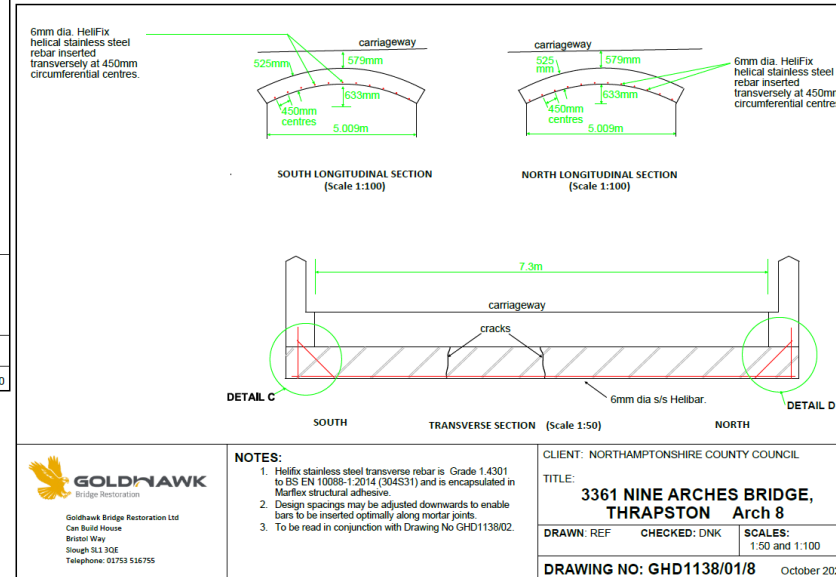 6mm dia. HeliFix
helical stainless steel
rebar inserted
transversely at 450mm
circumferential centres.
carriageway
525mm
579mm
633mm
450mm
centres
5.009m
SOUTH LONGITUDINAL SECTION
(Scale 1:100)
carriageway
525
mm
579mm
633mm
450mm
centres
5.009m
NORTH LONGITUDINAL SECTION
(Scale 1:100)
6mm dia. HeliFix
helical stainless steel
rebar inserted
transversely at 450mm
circumferential centres
7.3m
carriageway
cracks
DETAIL C
6mm dia s/s Helibar.
DETAIL D
SOUTH
TRANSVERSE SECTION (Scale 1:50)
NORTH
0
GOLDHAWK
Bridge Restoration
Goldhawk Bridge Restoration Ltd
Can Build House
Bristol Way
Slough SL1 3QE
Telephone: 01753 516755
NOTES:
1. Helifix stainless steel transverse rebar is Grade 1.4301
to BS EN 10088-1:2014 (304S31) and is encapsulated in
Marflex structural adhesive.
2. Design spacings may be adjusted downwards to enable
bars to be inserted optimally along mortar joints.
3. To be read in conjunction with Drawing No GHD1138/02.
CLIENT: NORTHAMPTONSHIRE COUNTY COUNCIL
TITLE:
3361 NINE ARCHES BRIDGE,
THRAPSTON Arch 8
DRAWN: REF CHECKED: DNK SCALES:
1:50 and 1:100
DRAWING NO: GHD1138/01/8 October